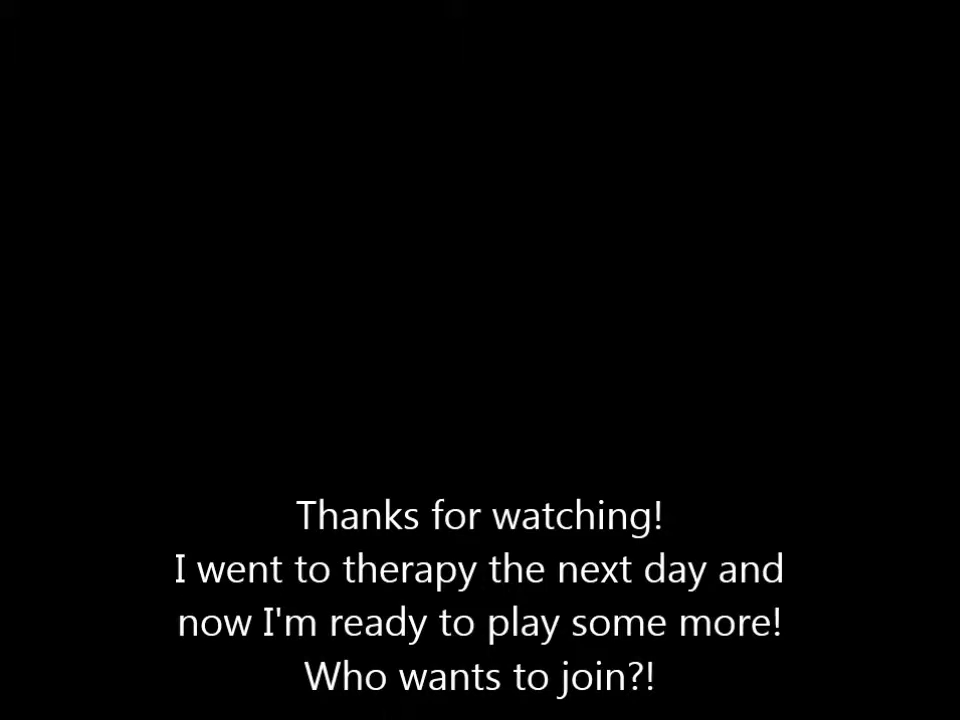 Thanks for watching!
I went to therapy the next day and
now I'm ready to play some more!
Who wants to join?!